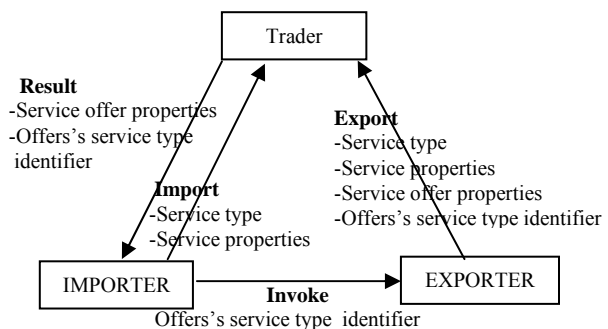 Trader
Result
-Service offer properties
-Offers's service type
identifier
Export
-Service type
-Service properties
-Service offer properties
-Offers's service type identifier
Import
-Service type
-Service properties
IMPORTER
EXPORTER
Invoke
Offers's service type identifier